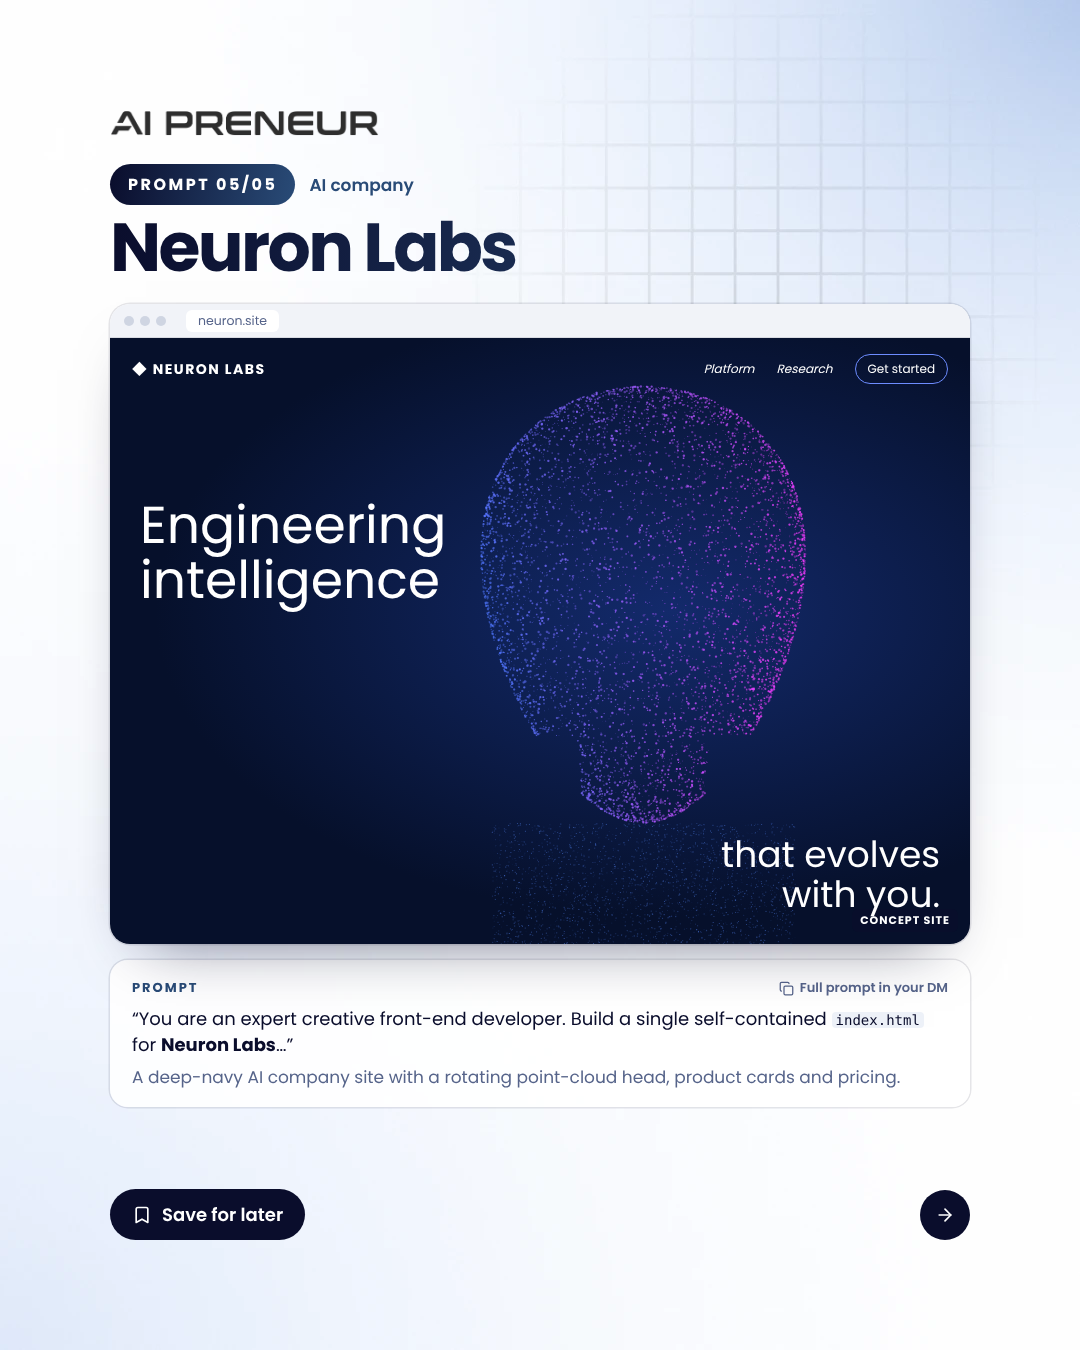 AI PRENEUR
PROMPT 05/05 AI company
Neuron Labs
neuron.site
NEURON LABS Platform Research Get started
Engineering
intelligence
that evolves
with you.
CONCEPT SITE
PROMPT Full prompt in your DM
“You are an expert creative front-end developer. Build a single self-contained index.html
for Neuron Labs...”
A deep-navy AI company site with a rotating point-cloud head, product cards and pricing.
Save for later